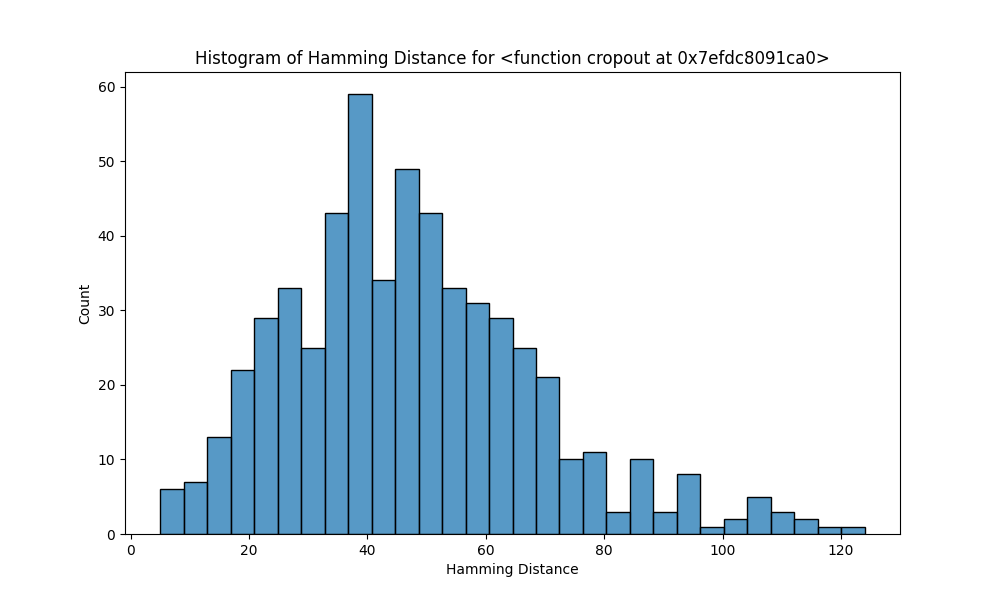 Histogram of Hamming Distance for <function cropout at 0x7efdc8091ca0>
60
50
40
30
20
10
0
Count
0 20 40 60 80 100 120
Hamming Distance